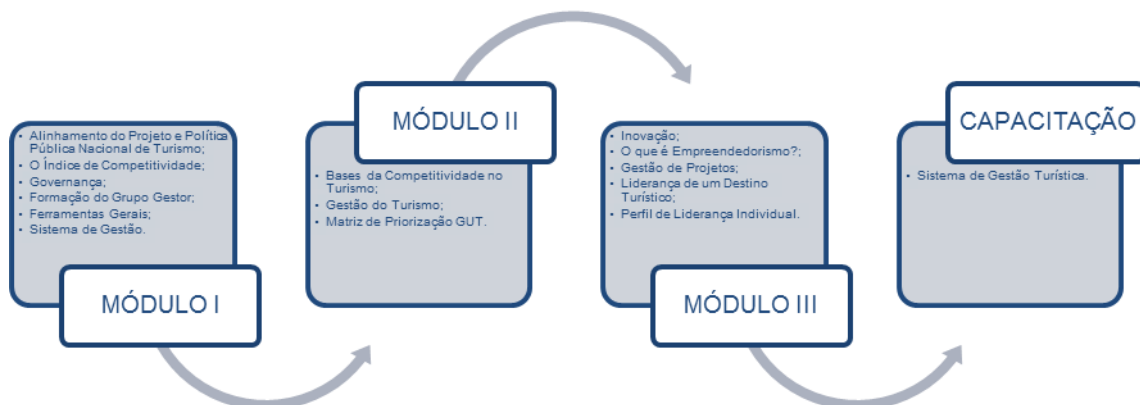 • Alinhamento do Projeto e Política
Pública Nacional de Turismo;
• O Índice de Competitividade;
• Governança;
• Formação do Grupo Gestor;
• Ferramentas Gerais;
• Sistema de Gestão.
MÓDULO I
MÓDULO II
• Bases da Competitividade no
Turismo;
• Gestão do Turismo;
• Matriz de Priorização GUT.
• Inovação;
• O que é Empreendedorismo?;
• Gestão de Projetos;
• Liderança de um Destino
Turístico;
• Perfil de Liderança Individual.
MÓDULO III
CAPACITAÇÃO
• Sistema de Gestão Turística.